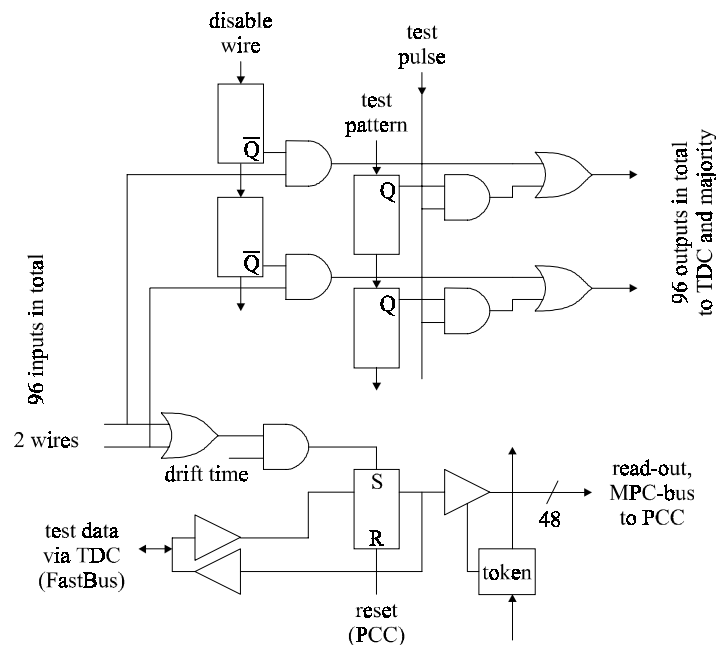 disable
wire
test
pulse
test
pattern
Q
Q
Q
Q
96 inputs in total
96 outputs in total
to TDC and majority
2 wires
drift time
S
R
read-out,
MPC-bus
to PCC
48
test data
via TDC
(FastBus)
token
reset
(PCC)